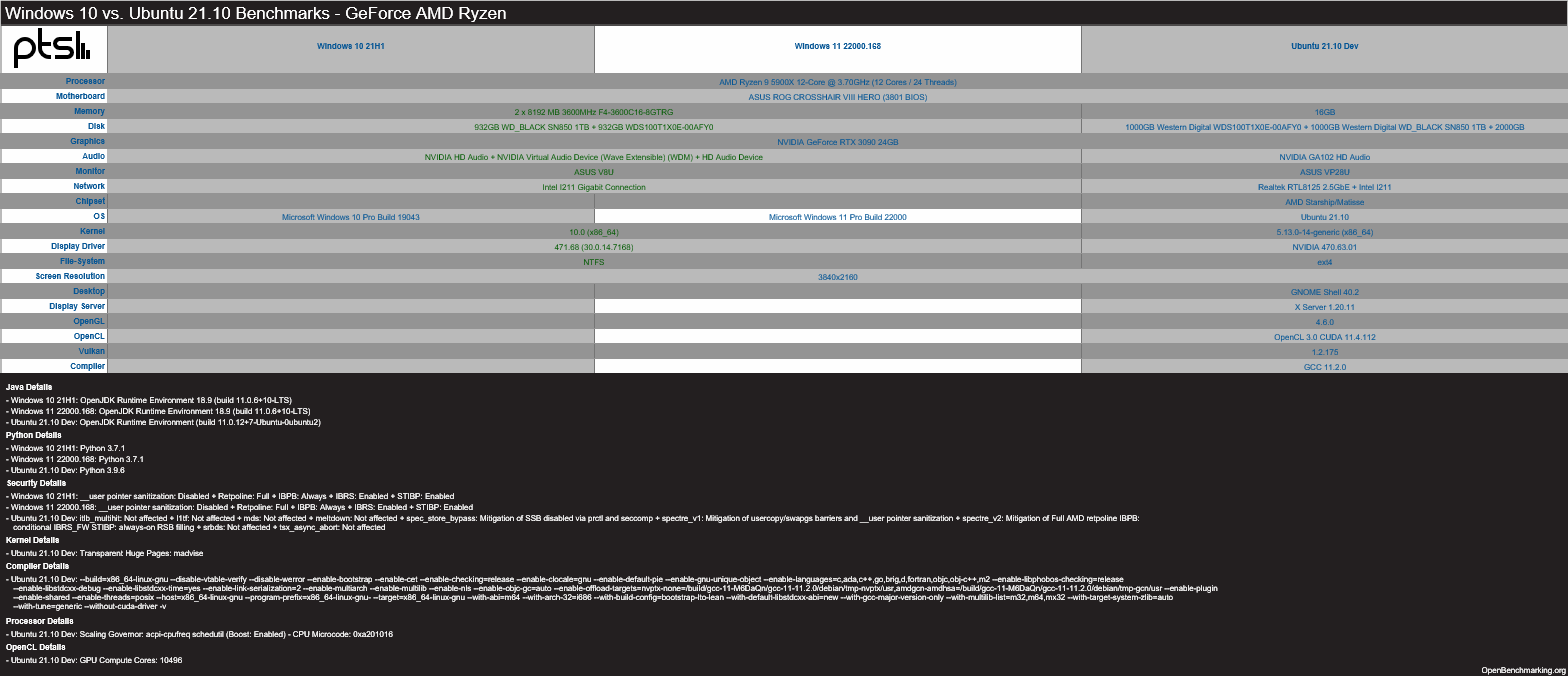 Windows 10 vs. Ubuntu 21.10 Benchmarks - GeForce AMD Ryzen
ptsl
Windows 10 21H1
Windows 11 22000.168
Ubuntu 21.10 Dev
Processor
AMD Ryzen 9 5900X 12-Core @ 3.70GHz (12 Cores / 24 Threads)
Motherboard
ASUS ROG CROSSHAIR VIII HERO (3801 BIOS)
Memory
2 x 8192 MB 3600MHz F4-3600C16-8GTRG
16GB
Disk
932GB WD_BLACK SN850 1TB + 932GB WDS100T1X0E-00AFY0
1000GB Western Digital WDS100T1X0E-00AFY0 + 1000GB Western Digital WD_BLACK SN850 1TB + 2000GB
Graphics
NVIDIA GeForce RTX 3090 24GB
Audio
NVIDIA HD Audio + NVIDIA Virtual Audio Device (Wave Extensible) (WDM) + HD Audio Device
NVIDIA GA102 HD Audio
Monitor
ASUS V8U
ASUS VP28U
Network
Intel I211 Gigabit Connection
Realtek RTL8125 2.5GbE + Intel I211
Chipset
AMD Starship/Matisse
OS
Microsoft Windows 10 Pro Build 19043
Microsoft Windows 11 Pro Build 22000
Ubuntu 21.10
Kernel
10.0 (x86_64)
5.13.0-14-generic (x86_64)
Display Driver
471.68 (30.0.14.7168)
NVIDIA 470.63.01
File-System
NTFS
ext4
Screen Resolution
3840x2160
Desktop
GNOME Shell 40.2
Display Server
X Server 1.20.11
OpenGL
4.6.0
OpenCL
OpenCL 3.0 CUDA 11.4.112
Vulkan
1.2.175
Compiler
GCC 11.2.0
Java Details
- Windows 10 21H1: OpenJDK Runtime Environment 18.9 (build 11.0.6+10-LTS)
- Windows 11 22000.168: OpenJDK Runtime Environment 18.9 (build 11.0.6+10-LTS)
- Ubuntu 21.10 Dev: OpenJDK Runtime Environment (build 11.0.12+7-Ubuntu-0ubuntu2)
Python Details
- Windows 10 21H1: Python 3.7.1
- Windows 11 22000.168: Python 3.7.1
- Ubuntu 21.10 Dev: Python 3.9.6
Security Details
- Windows 10 21H1: __user pointer sanitization: Disabled + Retpoline: Full + IBPB: Always + IBRS: Enabled + STIBP: Enabled
- Windows 11 22000.168: __user pointer sanitization: Disabled + Retpoline: Full + IBPB: Always + IBRS: Enabled + STIBP: Enabled
- Ubuntu 21.10 Dev: itlb_multihit: Not affected + l1tf: Not affected + mds: Not affected + meltdown: Not affected + spec_store_bypass: Mitigation of SSB disabled via prctl and seccomp + spectre_v1: Mitigation of usercopy/swapgs barriers and __user pointer sanitization + spectre_v2: Mitigation of Full AMD retpoline IBPB:
conditional IBRS_FW STIBP: always-on RSB filling + srbds: Not affected + tsx_async_abort: Not affected
Kernel Details
- Ubuntu 21.10 Dev: Transparent Huge Pages: madvise
Compiler Details
- Ubuntu 21.10 Dev: --build=x86_64-linux-gnu --disable-vtable-verify --disable-werror --enable-bootstrap --enable-cet --enable-checking=release --enable-clocale=gnu --enable-default-pie --enable-gnu-unique-object --enable-languages=c,ada,c++,go,brig,d,fortran,objc,obj-c++,m2 --enable-libphobos-checking=release
--enable-libstdcxx-debug --enable-libstdcxx-time=yes --enable-link-serialization=2 --enable-multiarch --enable-multilib --enable-nls --enable-objc-gc=auto --enable-offload-targets=nvptx-none=/build/gcc-11-M6DaQn/gcc-11-11.2.0/debian/tmp-nvptx/usr,amdgcn-amdhsa=/build/gcc-11-M6DaQn/gcc-11-11.2.0/debian/tmp-gcn/usr --enable-plugin
--enable-shared --enable-threads=posix --host=x86_64-linux-gnu --program-prefix=x86_64-linux-gnu- --target=x86_64-linux-gnu --with-abi=m64 --with-arch-32=i686 --with-build-config=bootstrap-lto-lean --with-default-libstdcxx-abi=new --with-gcc-major-version-only --with-multilib-list=m32,m64,mx32 --with-target-system-zlib=auto
--with-tune=generic --without-cuda-driver -v
Processor Details
- Ubuntu 21.10 Dev: Scaling Governor: acpi-cpufreq schedutil (Boost: Enabled) - CPU Microcode: 0xa201016
OpenCL Details
- Ubuntu 21.10 Dev: GPU Compute Cores: 10496
OpenBenchmarking.org